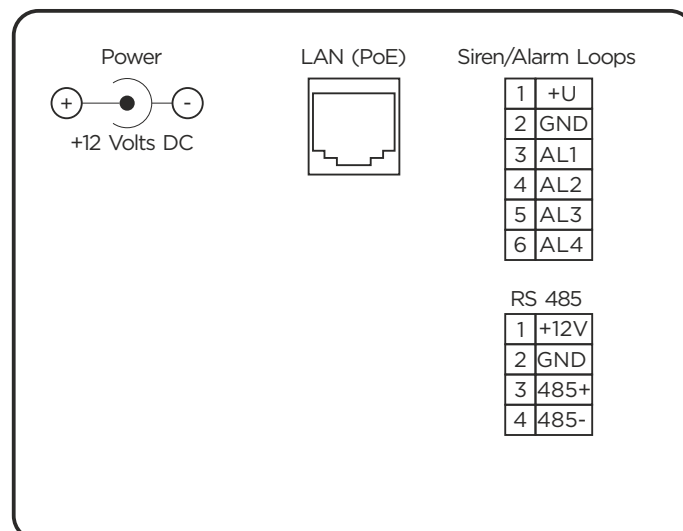 Power
+ -
+12 Volts DC
LAN (PoE)
Siren/Alarm Loops
1 +U
2 GND
3 AL1
4 AL2
5 AL3
6 AL4
RS 485
1 +12V
2 GND
3 485+
4 485-